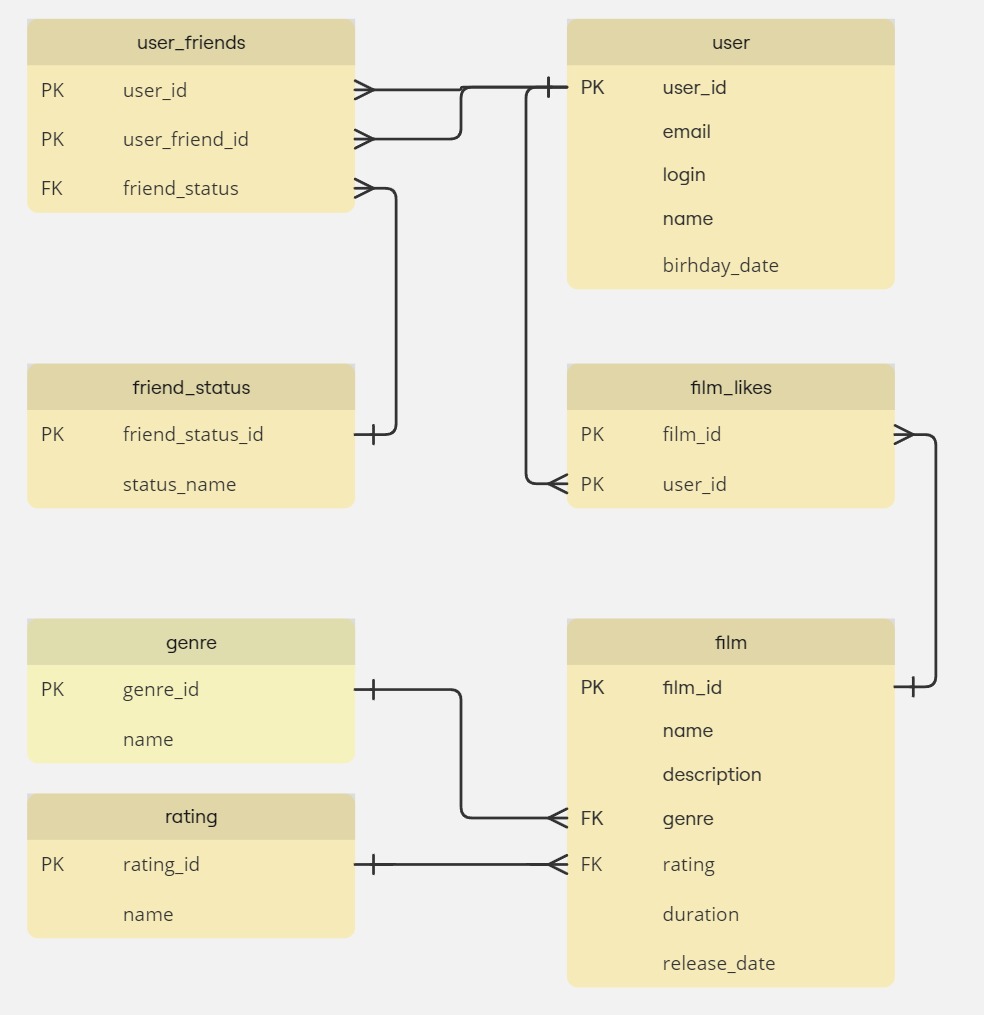 user_friends
PK user_id
PK user_friend_id
FK friend_status
user
PK user_id
email
login
name
birhday_date
friend_status
PK friend_status_id
status_name
film_likes
PK film_id
PK user_id
genre
PK genre_id
name
rating
PK rating_id
name
film
PK film_id
name
description
FK genre
FK rating
duration
release_date